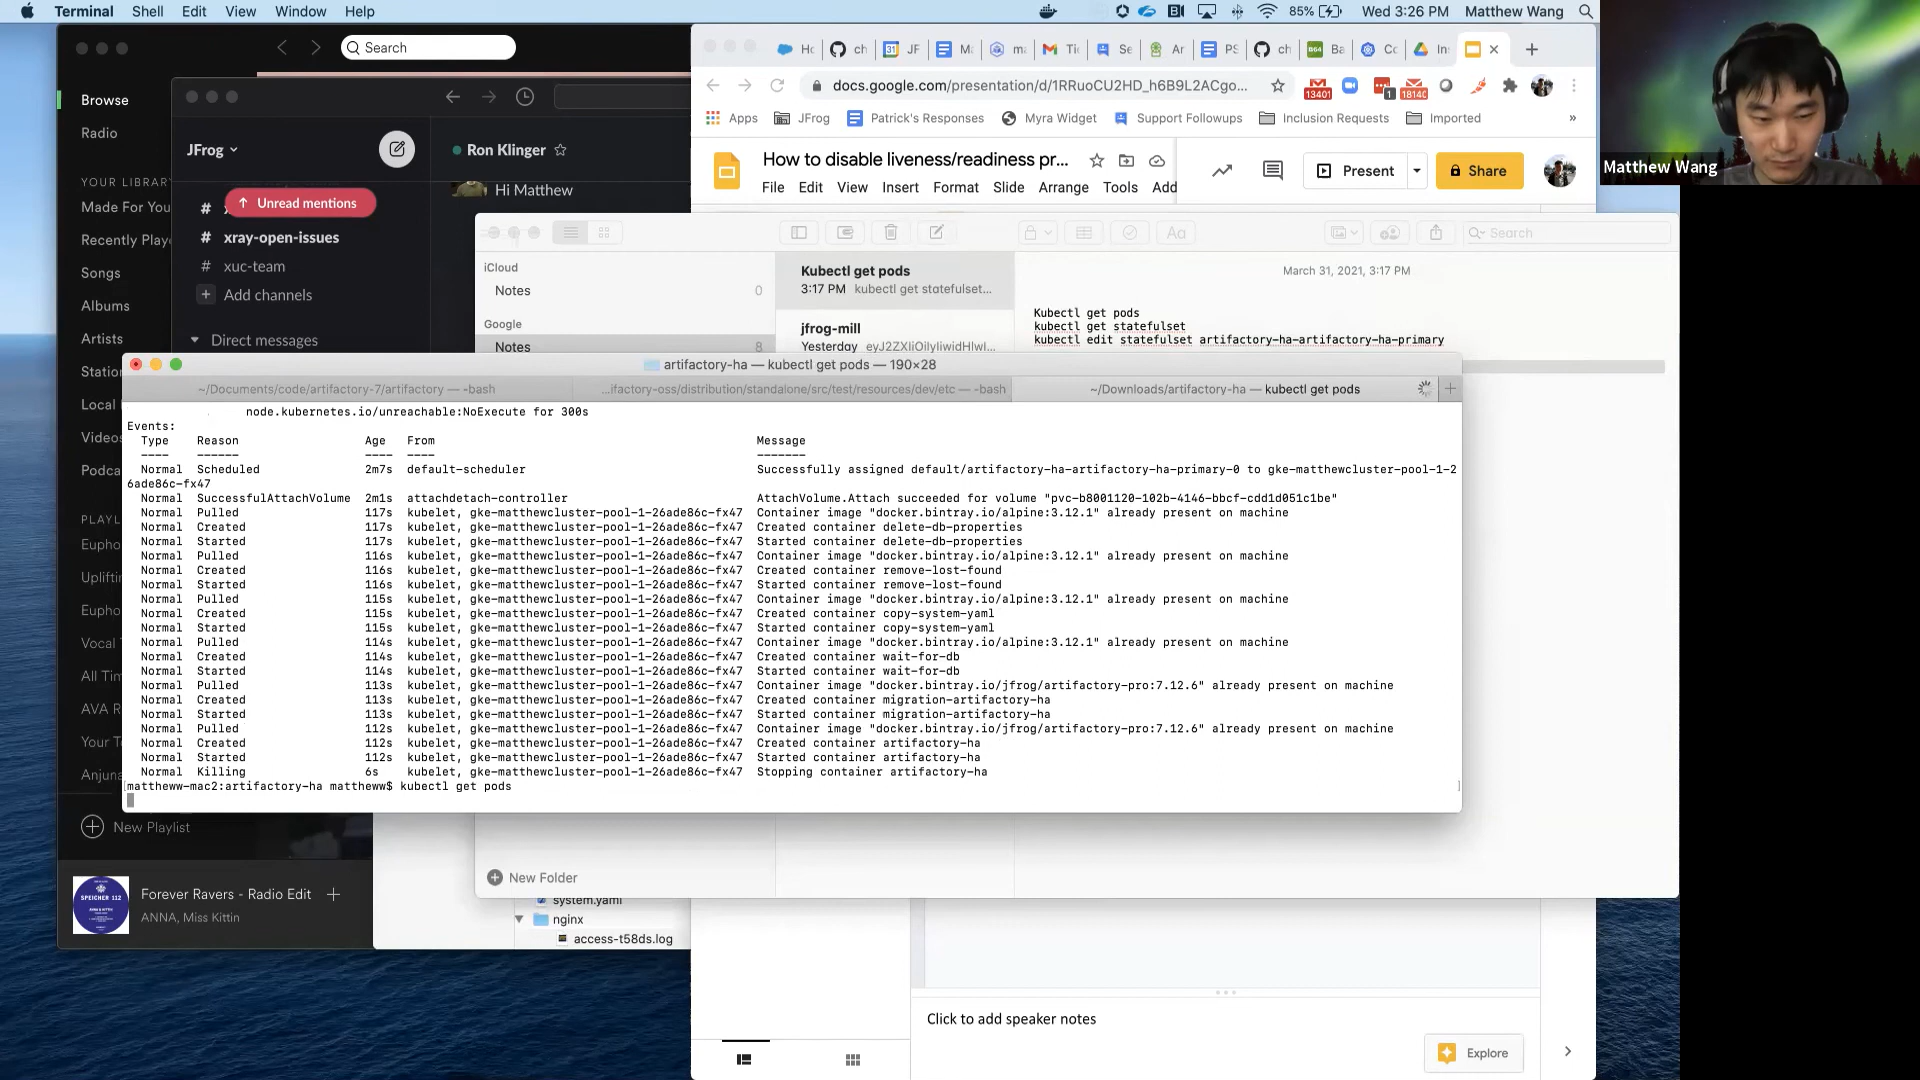 Terminal Shell Edit View Window Help
85% Wed 3:26 PM Matthew Wang
Search
Browse
Radio
YOUR LIBRAR
Made For You
Recently Playe
Songs
Albums
Artists
Station
Local
Videos
Podca
PLAYL
Eupho
Uplifti
Eupho
Vocal T
All Tim
AVA R
Your T
Anjuna
New Playlist
Forever Ravers - Radio Edit
ANNA, Miss Kittin
SPEICHER 112
JFrog
Unread mentions
# xray-open-issues
# xuc-team
+ Add channels
Direct messages
Ron Klinger
Hi Matthew
docs.google.com/presentation/d/1RRuoCU2HD_h6B9L2ACgo...
13401
1
18140
Apps JFrog Patrick's Responses Myra Widget Support Followups Inclusion Requests Imported »
How to disable liveness/readiness pr...
File Edit View Insert Format Slide Arrange Tools Add
Present
Share
Matthew Wang
Search
iCloud
Notes 0
Google
Notes 8
Kubectl get pods
3:17 PM kubectl get statefulset...
jfrog-mill
Yesterday
March 31, 2021, 3:17 PM
Kubectl get pods
kubectl get statefulset
kubectl edit statefulset artifactory-ha-artifactory-ha-primary
artifactory-ha — kubectl get pods — 190×28
~/Documents/code/artifactory-7/artifactory — -bash
...ifactory-oss/distribution/standalone/src/test/resources/dev/etc — -bash
~/Downloads/artifactory-ha — kubectl get pods
node.kubernetes.io/unreachable:NoExecute for 300s
Events:
Type Reason Age From Message
---- ------ ---- ---- -------
Normal Scheduled 2m7s default-scheduler Successfully assigned default/artifactory-ha-artifactory-ha-primary-0 to gke-matthewcluster-pool-1-2
6ade86c-fx47
Normal SuccessfulAttachVolume 2m1s attachdetach-controller AttachVolume.Attach succeeded for volume "pvc-b8001120-102b-4146-bbcf-cdd1d051c1be"
Normal Pulled 117s kubelet, gke-matthewcluster-pool-1-26ade86c-fx47 Container image "docker.bintray.io/alpine:3.12.1" already present on machine
Normal Created 117s kubelet, gke-matthewcluster-pool-1-26ade86c-fx47 Created container delete-db-properties
Normal Started 117s kubelet, gke-matthewcluster-pool-1-26ade86c-fx47 Started container delete-db-properties
Normal Pulled 116s kubelet, gke-matthewcluster-pool-1-26ade86c-fx47 Container image "docker.bintray.io/alpine:3.12.1" already present on machine
Normal Created 116s kubelet, gke-matthewcluster-pool-1-26ade86c-fx47 Created container remove-lost-found
Normal Started 116s kubelet, gke-matthewcluster-pool-1-26ade86c-fx47 Started container remove-lost-found
Normal Pulled 115s kubelet, gke-matthewcluster-pool-1-26ade86c-fx47 Container image "docker.bintray.io/alpine:3.12.1" already present on machine
Normal Created 115s kubelet, gke-matthewcluster-pool-1-26ade86c-fx47 Created container copy-system-yaml
Normal Started 115s kubelet, gke-matthewcluster-pool-1-26ade86c-fx47 Started container copy-system-yaml
Normal Pulled 114s kubelet, gke-matthewcluster-pool-1-26ade86c-fx47 Container image "docker.bintray.io/alpine:3.12.1" already present on machine
Normal Created 114s kubelet, gke-matthewcluster-pool-1-26ade86c-fx47 Created container wait-for-db
Normal Started 114s kubelet, gke-matthewcluster-pool-1-26ade86c-fx47 Started container wait-for-db
Normal Pulled 113s kubelet, gke-matthewcluster-pool-1-26ade86c-fx47 Container image "docker.bintray.io/jfrog/artifactory-pro:7.12.6" already present on machine
Normal Created 113s kubelet, gke-matthewcluster-pool-1-26ade86c-fx47 Created container migration-artifactory-ha
Normal Started 113s kubelet, gke-matthewcluster-pool-1-26ade86c-fx47 Started container migration-artifactory-ha
Normal Pulled 112s kubelet, gke-matthewcluster-pool-1-26ade86c-fx47 Container image "docker.bintray.io/jfrog/artifactory-pro:7.12.6" already present on machine
Normal Created 112s kubelet, gke-matthewcluster-pool-1-26ade86c-fx47 Created container artifactory-ha
Normal Started 112s kubelet, gke-matthewcluster-pool-1-26ade86c-fx47 Started container artifactory-ha
Normal Killing 6s kubelet, gke-matthewcluster-pool-1-26ade86c-fx47 Stopping container artifactory-ha
[mattheww-mac2:artifactory-ha mattheww$ kubectl get pods ]
New Folder
system.yaml
nginx
access-t58ds.log
Click to add speaker notes
Explore